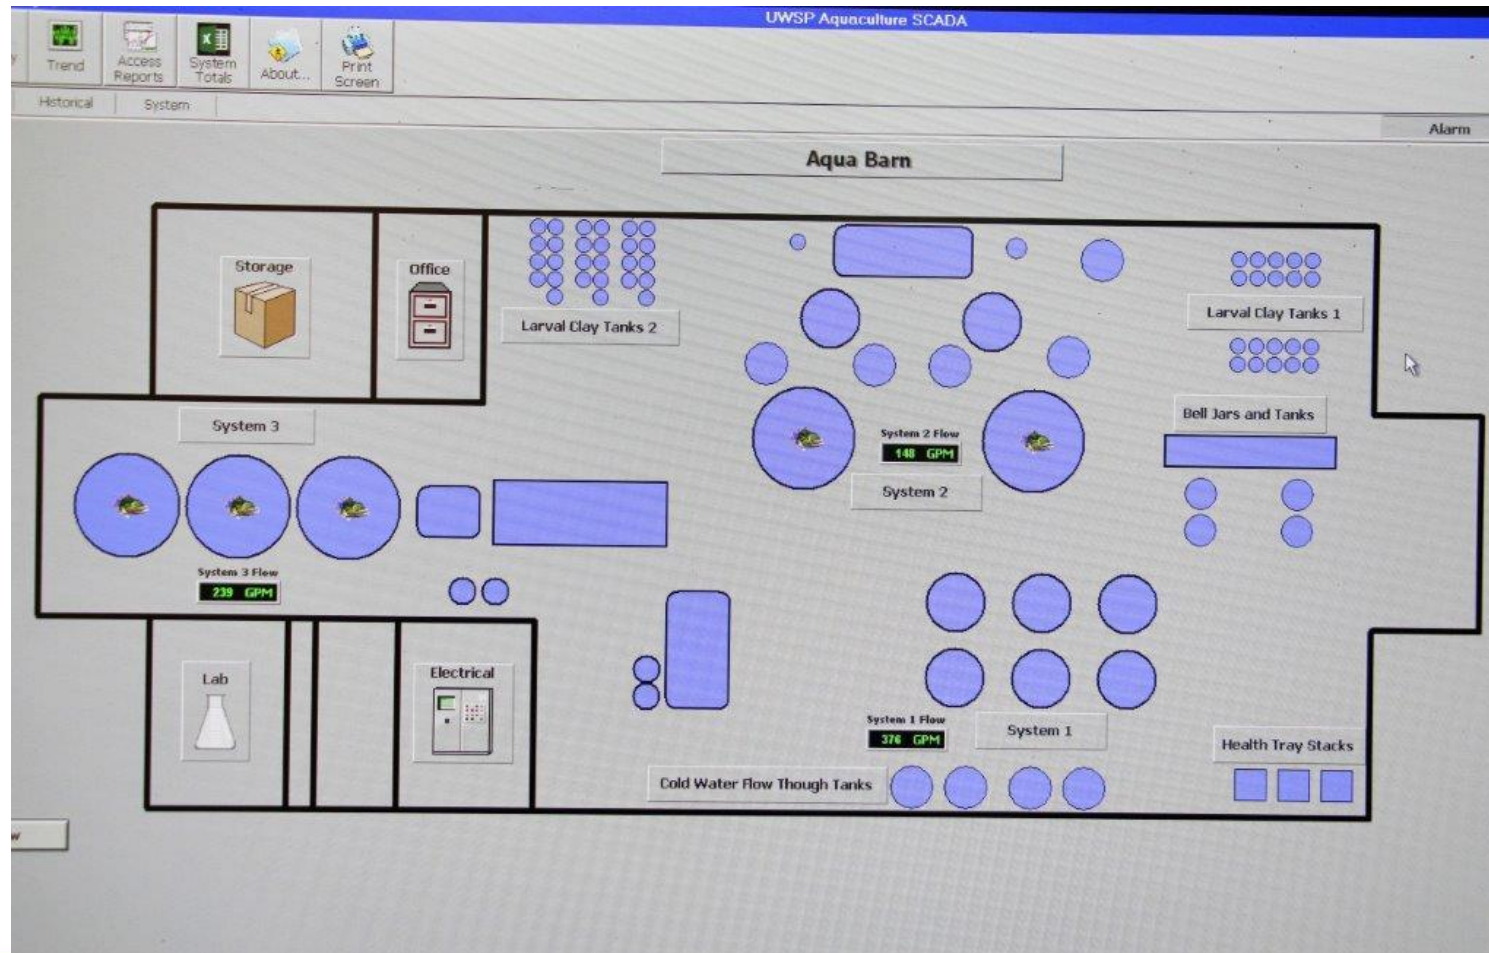 UWSP Aquaculture SCADA
Trend
Access
Reports
System
Totals
About...
Print
Screen
Historical
System
Alarm
Aqua Barn
Storage
Office
Larval Clay Tanks 2
Larval Clay Tanks 1
Bell Jars and Tanks
System 3
System 2 Flow
148 GPM
System 2
System 3 Flow
239 GPM
Lab
Electrical
System 1 Flow
376 GPM
System 1
Health Tray Stacks
Cold Water Flow Though Tanks